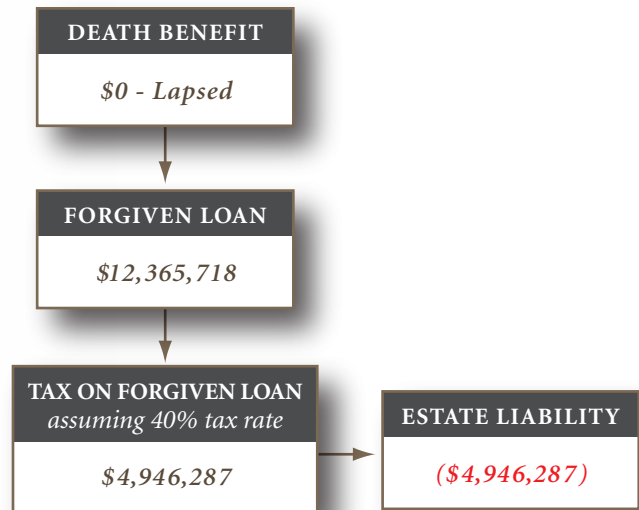 DEATH BENEFIT
$0 - Lapsed
FORGIVEN LOAN
$12,365,718
TAX ON FORGIVEN LOAN
assuming 40% tax rate
$4,946,287
ESTATE LIABILITY
($4,946,287)